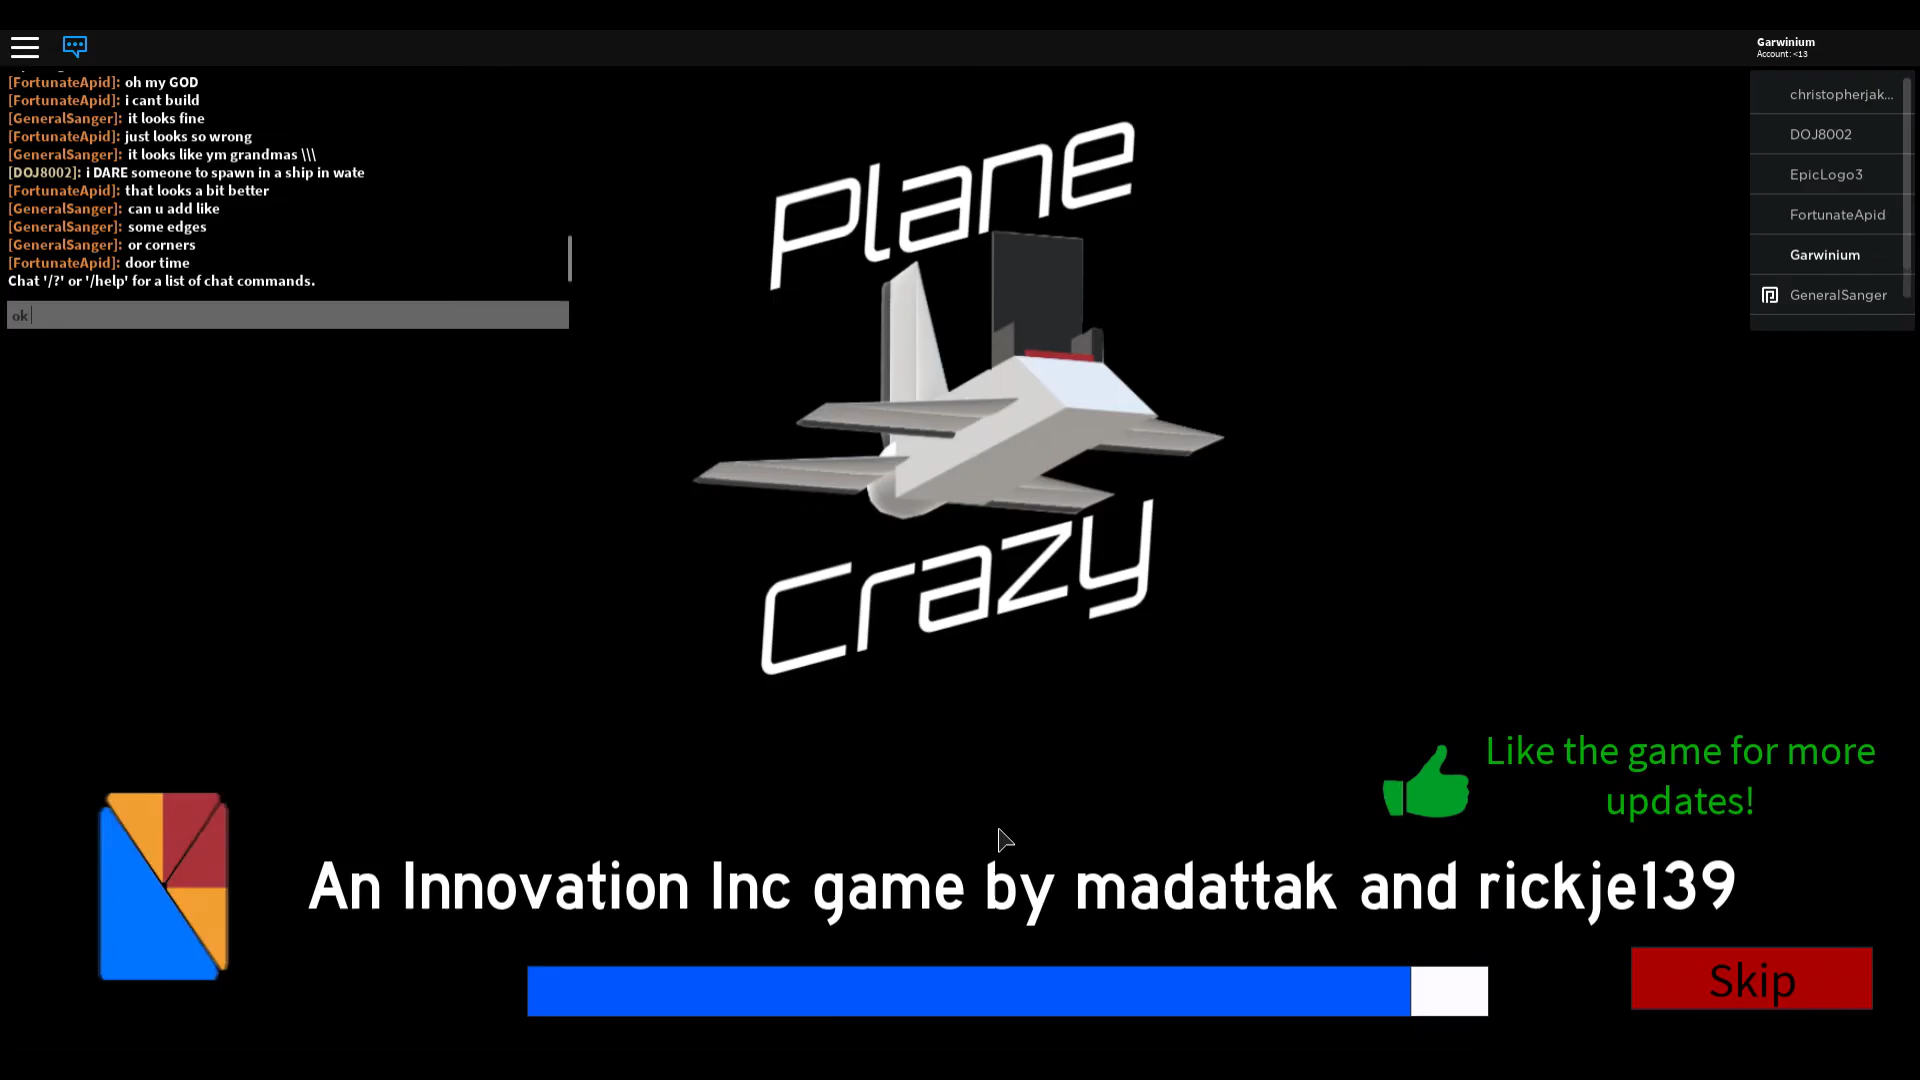 Garwinium
Account: <13
[FortunateApid]: oh my GOD
[FortunateApid]: i cant build
[GeneralSanger]: it looks fine
[FortunateApid]: just looks so wrong
[GeneralSanger]: it looks like ym grandmas \\\
[DOJ8002]: i DARE someone to spawn in a ship in wate
[FortunateApid]: that looks a bit better
[GeneralSanger]: can u add like
[GeneralSanger]: some edges
[GeneralSanger]: or corners
[FortunateApid]: door time
Chat '/?' or '/help' for a list of chat commands.
ok
christopherjak...
DOJ8002
EpicLogo3
FortunateApid
Garwinium
GeneralSanger
Plane
Crazy
Like the game for more
updates!
An Innovation Inc game by madattak and rickje139
Skip